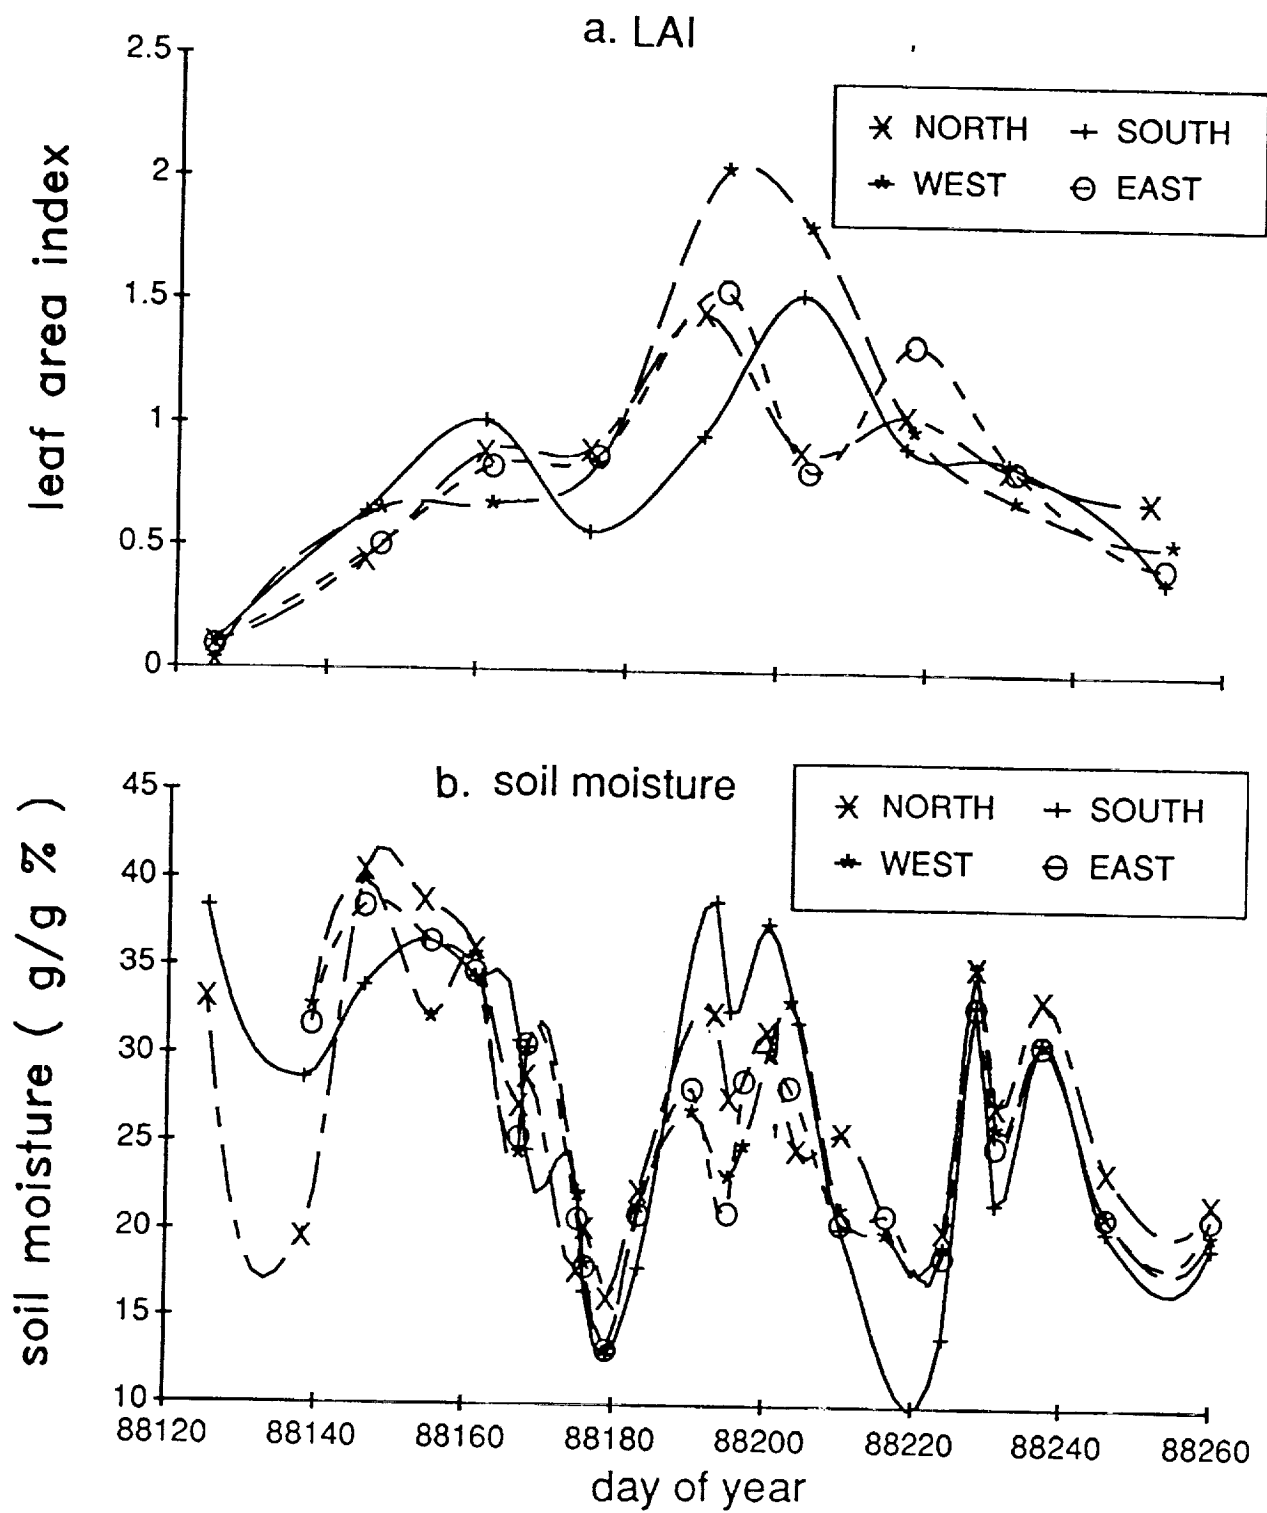 a. LAI
2.5
2
1.5
1
0.5
0
leaf area index
NORTH SOUTH
WEST EAST
b. soil moisture
45
40
35
30
25
20
15
10
soil moisture ( g/g % )
NORTH SOUTH
WEST EAST
88120 88140 88160 88180 88200 88220 88240 88260
day of year